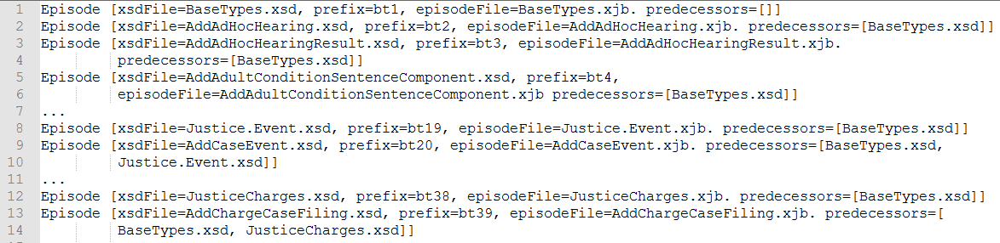 1 Episode [xsdFile=BaseTypes.xsd, prefix=bt1, episodeFile=BaseTypes.xjb. predecessors=[]]
2 Episode [xsdFile=AddAdHocHearing.xsd, prefix=bt2, episodeFile=AddAdHocHearing.xjb. predecessors=[BaseTypes.xsd]]
3 Episode [xsdFile=AddAdHocHearingResult.xsd, prefix=bt3, episodeFile=AddAdHocHearingResult.xjb.
4 predecessors=[BaseTypes.xsd]]
5 Episode [xsdFile=AddAdultConditionSentenceComponent.xsd, prefix=bt4,
6 episodeFile=AddAdultConditionSentenceComponent.xjb predecessors=[BaseTypes.xsd]]
7 ...
8 Episode [xsdFile=Justice.Event.xsd, prefix=bt19, episodeFile=Justice.Event.xjb. predecessors=[BaseTypes.xsd]]
9 Episode [xsdFile=AddCaseEvent.xsd, prefix=bt20, episodeFile=AddCaseEvent.xjb. predecessors=[BaseTypes.xsd,
10 Justice.Event.xsd]]
11 ...
12 Episode [xsdFile=JusticeCharges.xsd, prefix=bt38, episodeFile=JusticeCharges.xjb. predecessors=[BaseTypes.xsd]]
13 Episode [xsdFile=AddChargeCaseFiling.xsd, prefix=bt39, episodeFile=AddChargeCaseFiling.xjb. predecessors=[
14 BaseTypes.xsd, JusticeCharges.xsd]]